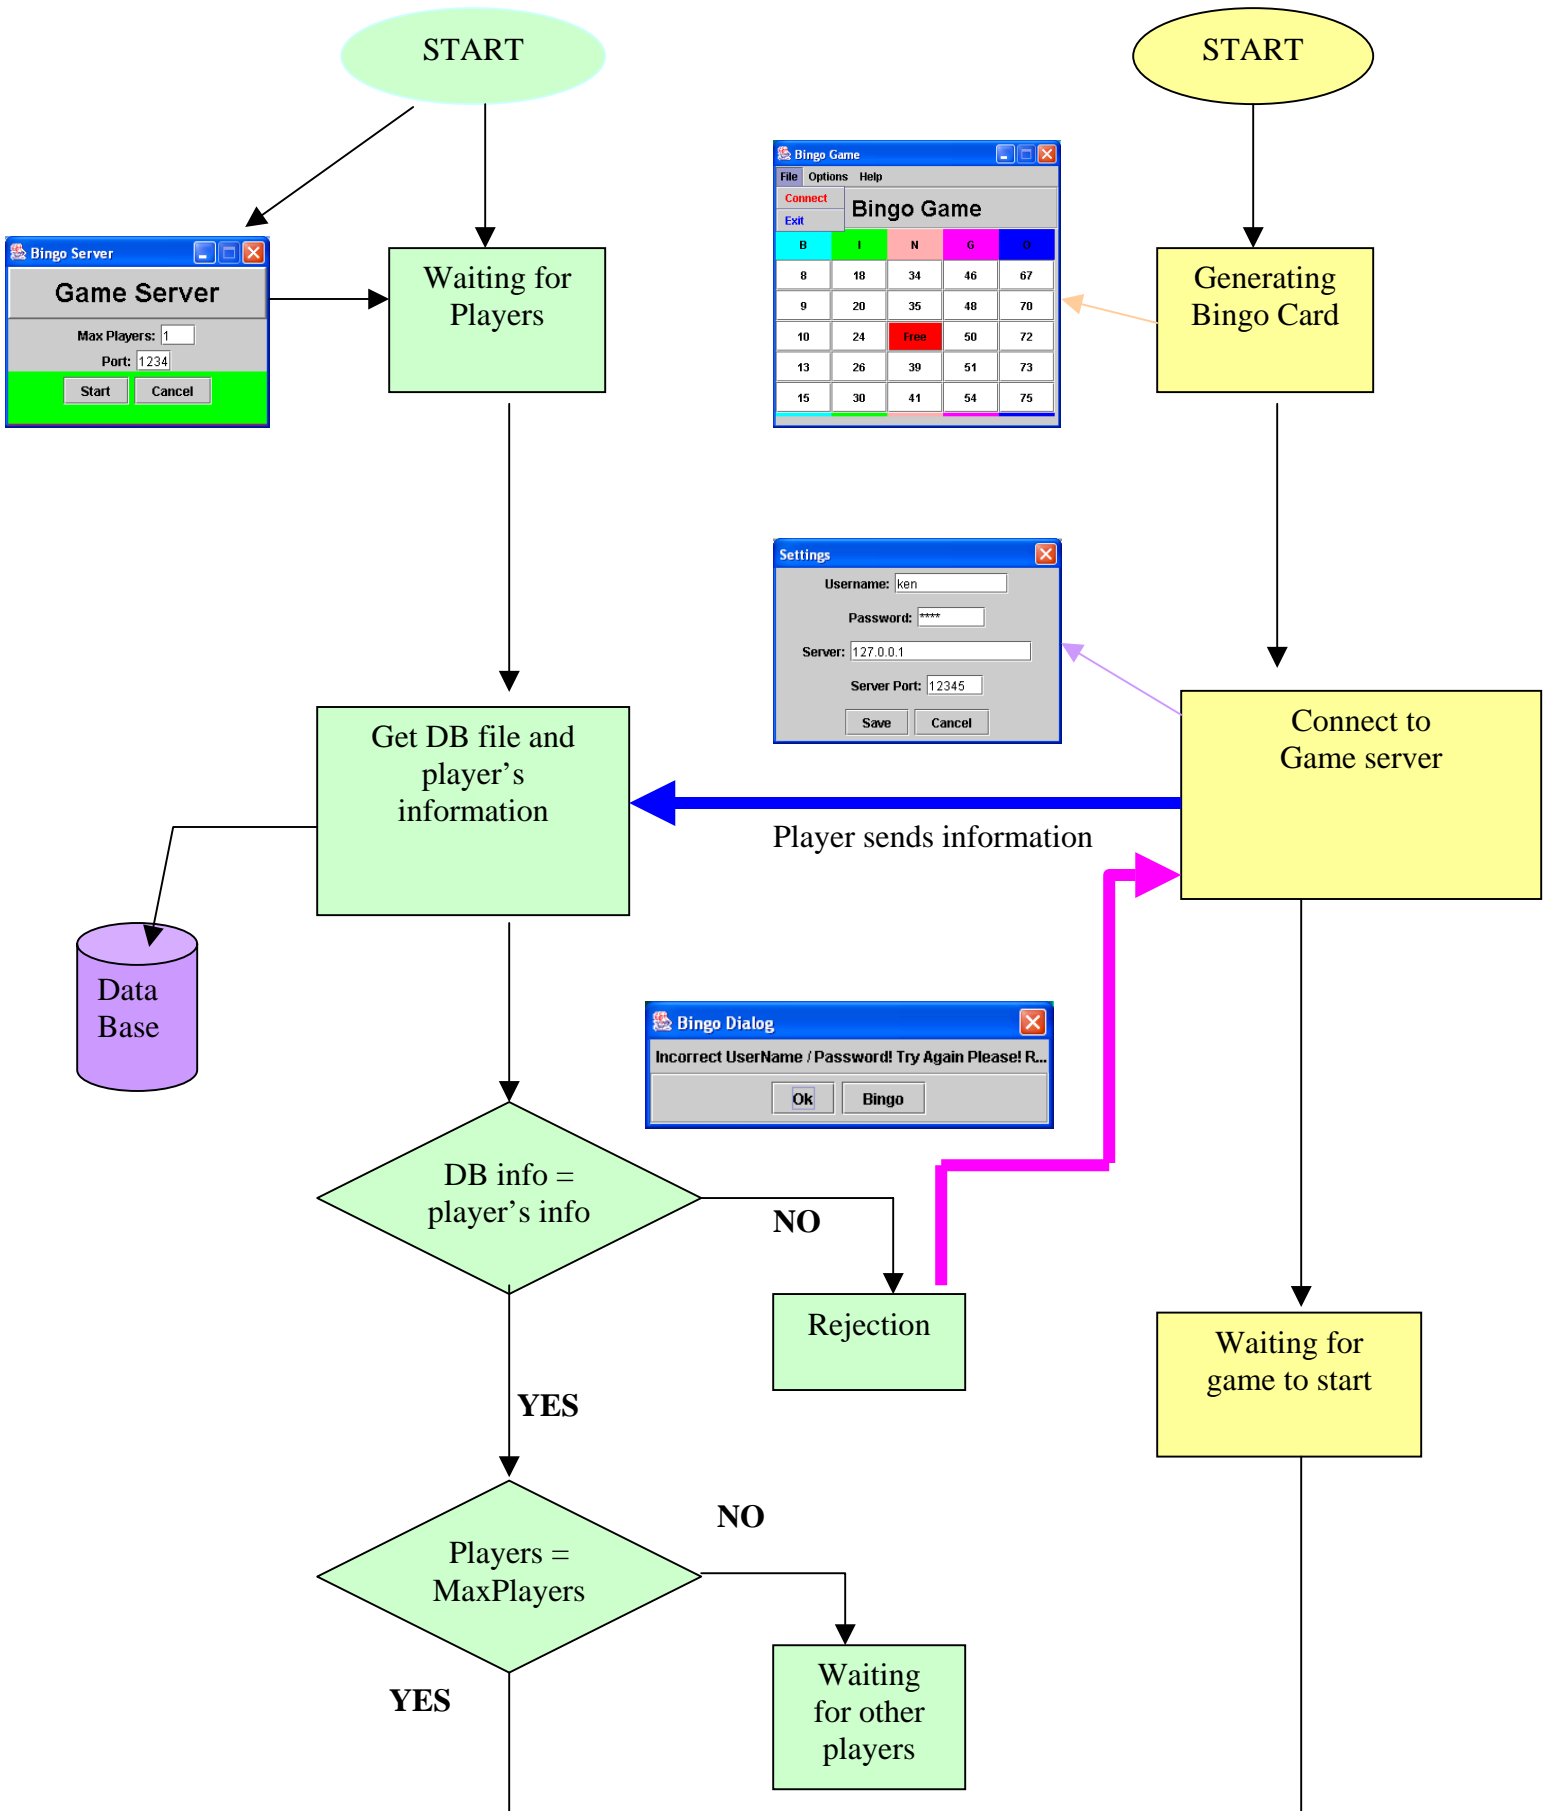 START
START
Bingo Game
File Options Help
Connect
Exit
Bingo Game
B I N G O
8 18 34 46 67
9 20 35 48 70
10 24 Free 50 72
13 26 39 51 73
15 30 41 54 75
Bingo Server
Game Server
Max Players: 1
Port: 1234
Start Cancel
Waiting for
Players
Generating
Bingo Card
Settings
Username: ken
Password: ****
Server: 127.0.0.1
Server Port: 12345
Save Cancel
Get DB file and
player’s
information
Connect to
Game server
Player sends information
Data
Base
Bingo Dialog
Incorrect UserName / Password! Try Again Please! R...
Ok Bingo
DB info =
player’s info
NO
Rejection
Waiting for
game to start
YES
Players =
MaxPlayers
NO
YES
Waiting
for other
players